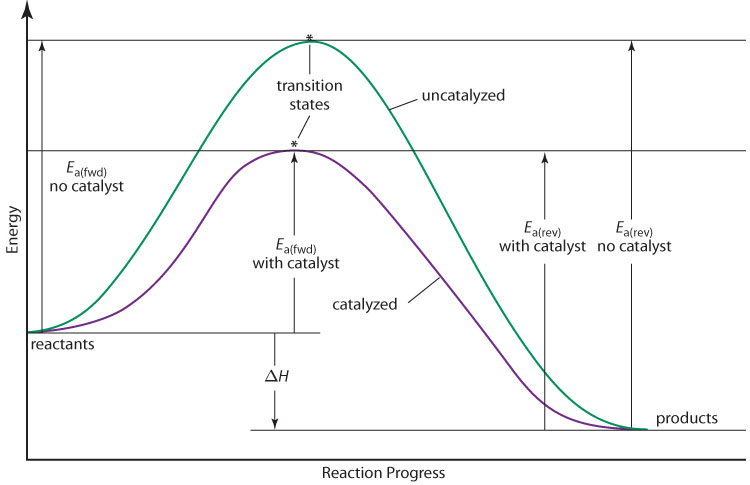 *
transition
states
*
uncatalyzed
Ea(fwd)
no catalyst
Ea(fwd)
with catalyst
Ea(rev)
with catalyst
Ea(rev)
no catalyst
catalyzed
Energy
reactants
ΔH
products
Reaction Progress